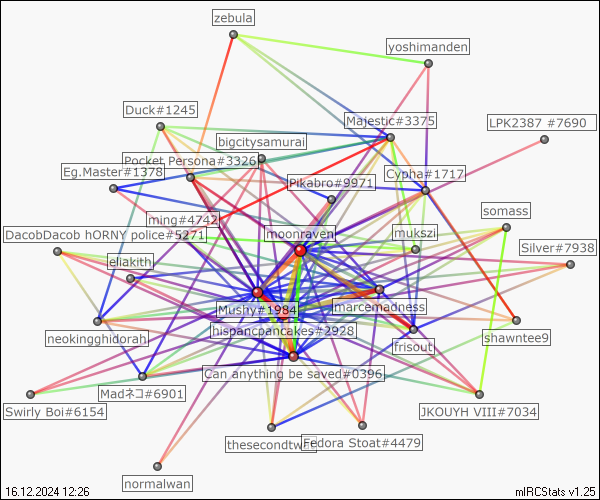 zebula
yoshimanden
Duck#1245
Majestic#3375
LPK2387 #7690
bigcitysamurai
Pocket Persona#3326
Eg.Master#1378
Cypha#1717
Pikabro#9971
somass
ming#4742
DacobDacob hORNY police#5271
moonraven
mukszi
Silver#7938
eliakith
Mushy#1984
marcemadness
hispancpancakes#2928
neokingghidorah
frisout
shawntee9
Can anything be saved#0396
Madネコ#6901
Swirly Boi#6154
JKOUYH VIII#7034
Fedora Stoat#4479
normalwan
16.12.2024 12:26
mIRCStats v1.25